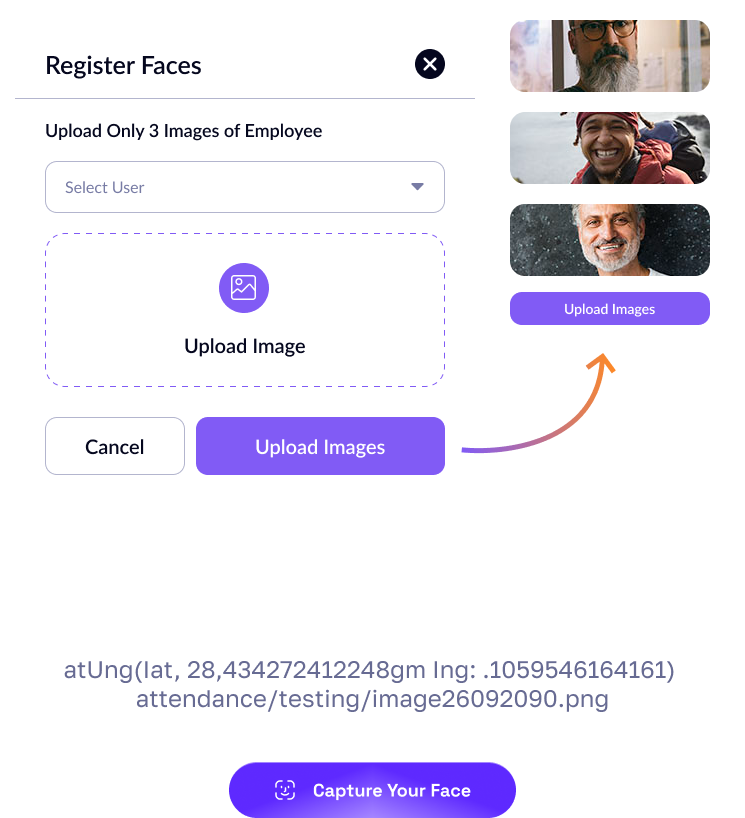 Register Faces
Upload Only 3 Images of Employee
Select User
Upload Image
Cancel
Upload Images
Upload Images
atUng(lat, 28,434272412248gm Ing: .1059546164161)
attendance/testing/image26092090.png
Capture Your Face